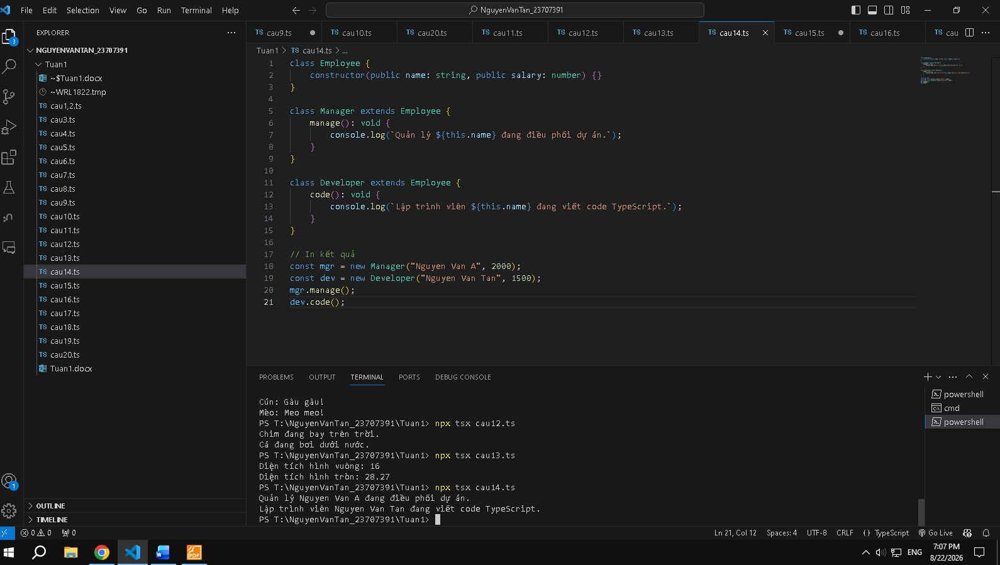 File Edit Selection View Go Run Terminal Help
NguyenVanTan_23707391
EXPLORER
NGUYENVANTAN_23707391
Tuan1
~$Tuan1.docx
~WRL1822.tmp
TS cau1,2.ts
TS cau3.ts
TS cau4.ts
TS cau5.ts
TS cau6.ts
TS cau7.ts
TS cau8.ts
TS cau9.ts
TS cau10.ts
TS cau11.ts
TS cau12.ts
TS cau13.ts
TS cau14.ts
TS cau15.ts
TS cau16.ts
TS cau17.ts
TS cau18.ts
TS cau19.ts
TS cau20.ts
Tuan1.docx
OUTLINE
TIMELINE
3
1
TS cau9.ts TS cau10.ts TS cau20.ts TS cau11.ts TS cau12.ts TS cau13.ts TS cau14.ts TS cau15.ts TS cau16.ts TS cau
Tuan1 > TS cau14.ts > ...
1 class Employee {
2 constructor(public name: string, public salary: number) {}
3 }
4
5 class Manager extends Employee {
6 manage(): void {
7 console.log(`Quản lý ${this.name} đang điều phối dự án.`);
8 }
9 }
10
11 class Developer extends Employee {
12 code(): void {
13 console.log(`Lập trình viên ${this.name} đang viết code TypeScript.`);
14 }
15 }
16
17 // In kết quả
18 const mgr = new Manager("Nguyen Van A", 2000);
19 const dev = new Developer("Nguyen Van Tan", 1500);
20 mgr.manage();
21 dev.code();
PROBLEMS OUTPUT TERMINAL PORTS DEBUG CONSOLE
Cún: Gâu gâu!
Mèo: Meo meo!
PS T:\NguyenVanTan_23707391\Tuan1> npx tsx cau12.ts
Chim đang bay trên trời.
Cá đang bơi dưới nước.
PS T:\NguyenVanTan_23707391\Tuan1> npx tsx cau13.ts
Diện tích hình vuông: 16
Diện tích hình tròn: 28.27
PS T:\NguyenVanTan_23707391\Tuan1> npx tsx cau14.ts
Quản lý Nguyen Van A đang điều phối dự án.
Lập trình viên Nguyen Van Tan đang viết code TypeScript.
PS T:\NguyenVanTan_23707391\Tuan1>
powershell
cmd
powershell
0 0 0 Ln 21, Col 12 Spaces: 4 UTF-8 CRLF {} TypeScript Go Live
ENG
7:07 PM
8/22/2026